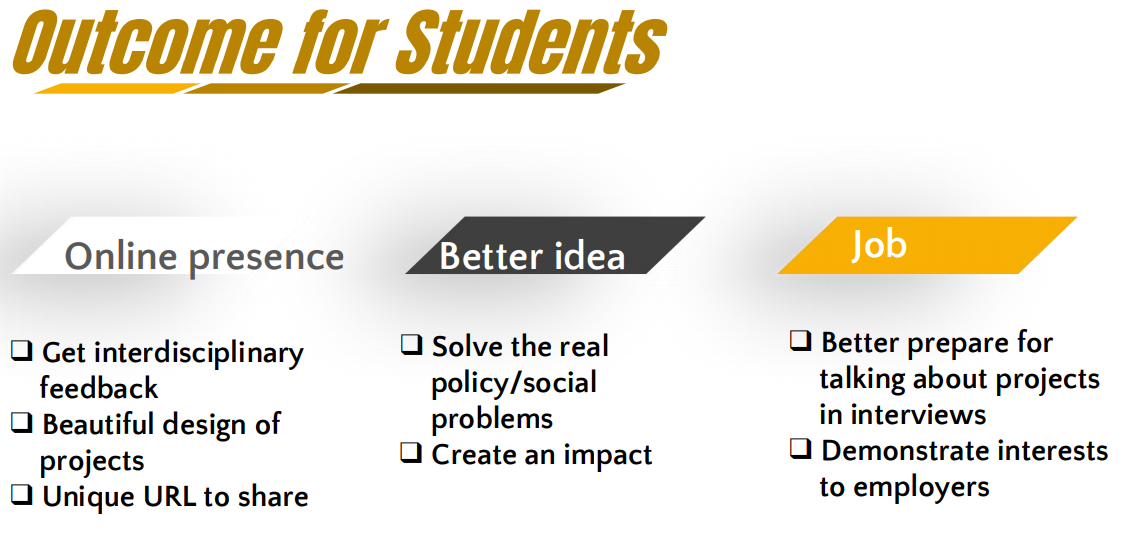 Outcome for Students
Online presence
❑ Get interdisciplinary
feedback
❑ Beautiful design of
projects
❑ Unique URL to share
Better idea
❑ Solve the real
policy/social
problems
❑ Create an impact
Job
❑ Better prepare for
talking about projects
in interviews
❑ Demonstrate interests
to employers